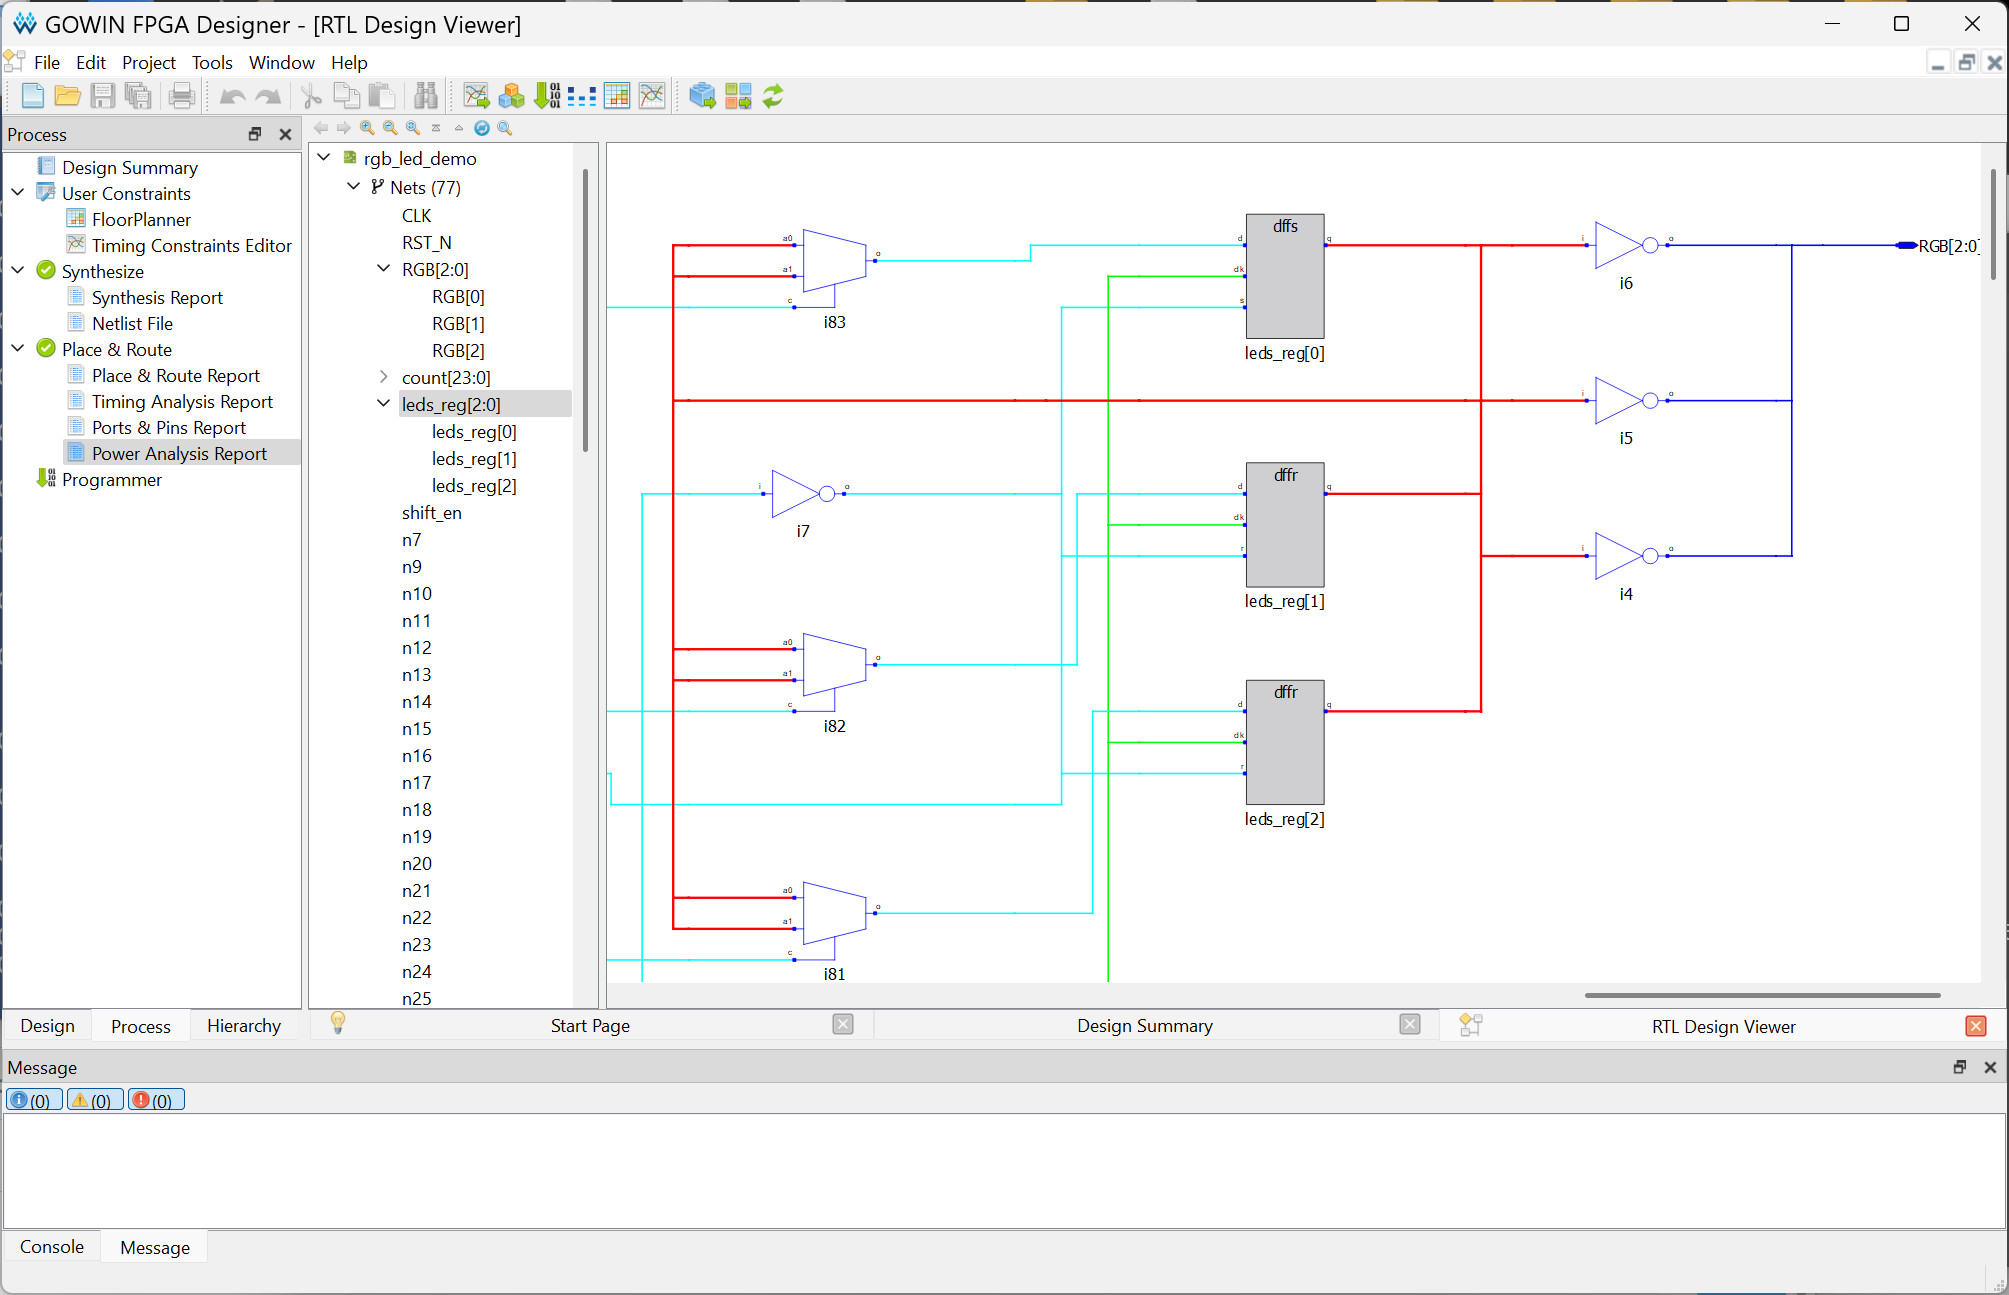 GOWIN FPGA Designer - [RTL Design Viewer]
File Edit Project Tools Window Help
Process
Design Summary
User Constraints
FloorPlanner
Timing Constraints Editor
Synthesize
Synthesis Report
Netlist File
Place & Route
Place & Route Report
Timing Analysis Report
Ports & Pins Report
Power Analysis Report
Programmer
rgb_led_demo
Nets (77)
CLK
RST_N
RGB[2:0]
RGB[0]
RGB[1]
RGB[2]
count[23:0]
leds_reg[2:0]
leds_reg[0]
leds_reg[1]
leds_reg[2]
shift_en
n7
n9
n10
n11
n12
n13
n14
n15
n16
n17
n18
n19
n20
n21
n22
n23
n24
n25
a0
a1
c
o
i83
d
dk
s
q
dffs
leds_reg[0]
i
o
i6
RGB[2:0]
i
o
i5
i
o
i7
d
dk
r
q
dffr
leds_reg[1]
i
o
i4
a0
a1
c
o
i82
d
dk
r
q
dffr
leds_reg[2]
a0
a1
c
o
i81
Design Process Hierarchy
Start Page
Design Summary
RTL Design Viewer
Message
(0) (0) (0)
Console Message